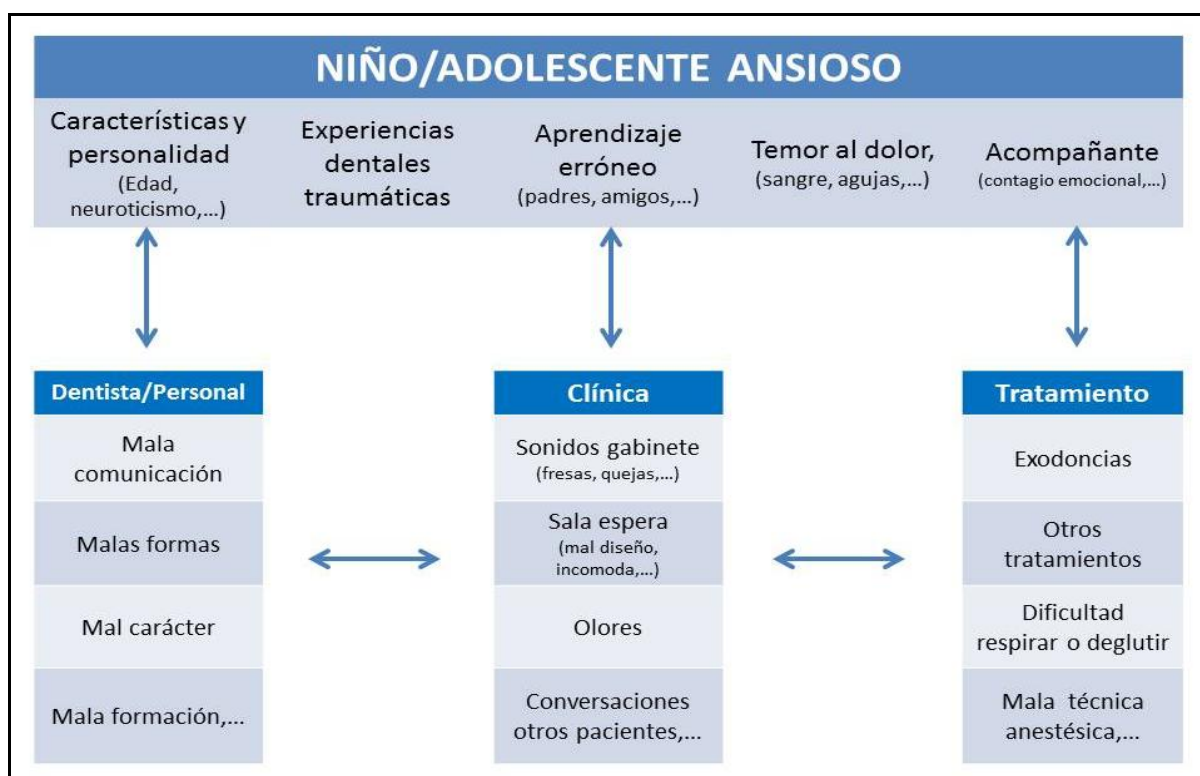 NIÑO/ADOLESCENTE ANSIOSO
Características y
personalidad
(Edad,
neuroticismo,...)
Experiencias
dentales
traumáticas
Aprendizaje
erróneo
(padres, amigos,...)
Temor al dolor,
(sangre, agujas,...)
Acompañante
(contagio emocional,...)
Dentista/Personal
Mala
comunicación
Malas formas
Mal carácter
Mala formación,...
Clínica
Sonidos gabinete
(fresas, quejas,...)
Sala espera
(mal diseño,
incomoda,...)
Olores
Conversaciones
otros pacientes,...
Tratamiento
Exodoncias
Otros
tratamientos
Dificultad
respirar o deglutir
Mala técnica
anestésica,...